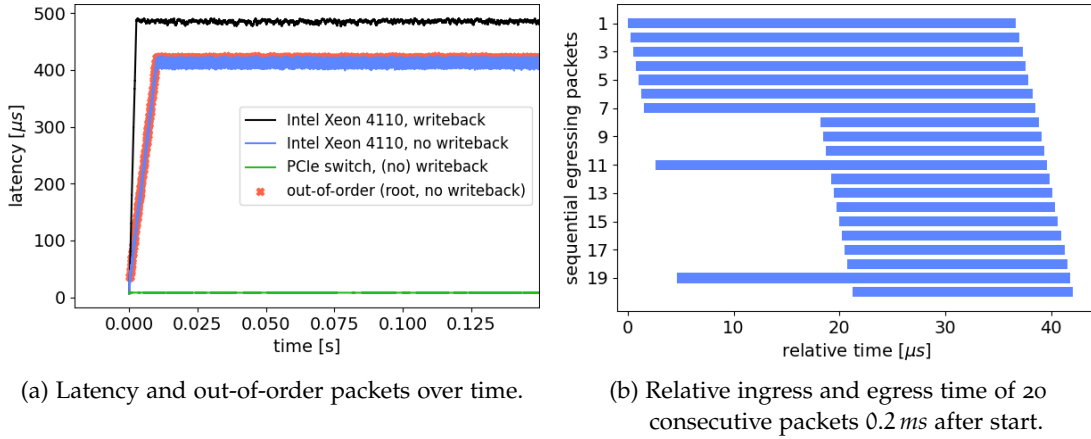 500
400
300
200
100
0
latency [μs]
Intel Xeon 4110, writeback
Intel Xeon 4110, no writeback
PCIe switch, (no) writeback
out-of-order (root, no writeback)
0.000 0.025 0.050 0.075 0.100 0.125
time [s]
(a) Latency and out-of-order packets over time.
sequential egressing packets
1
3
5
7
9
11
13
15
17
19
0 10 20 30 40
relative time [μs]
(b) Relative ingress and egress time of 20
consecutive packets 0.2 ms after start.